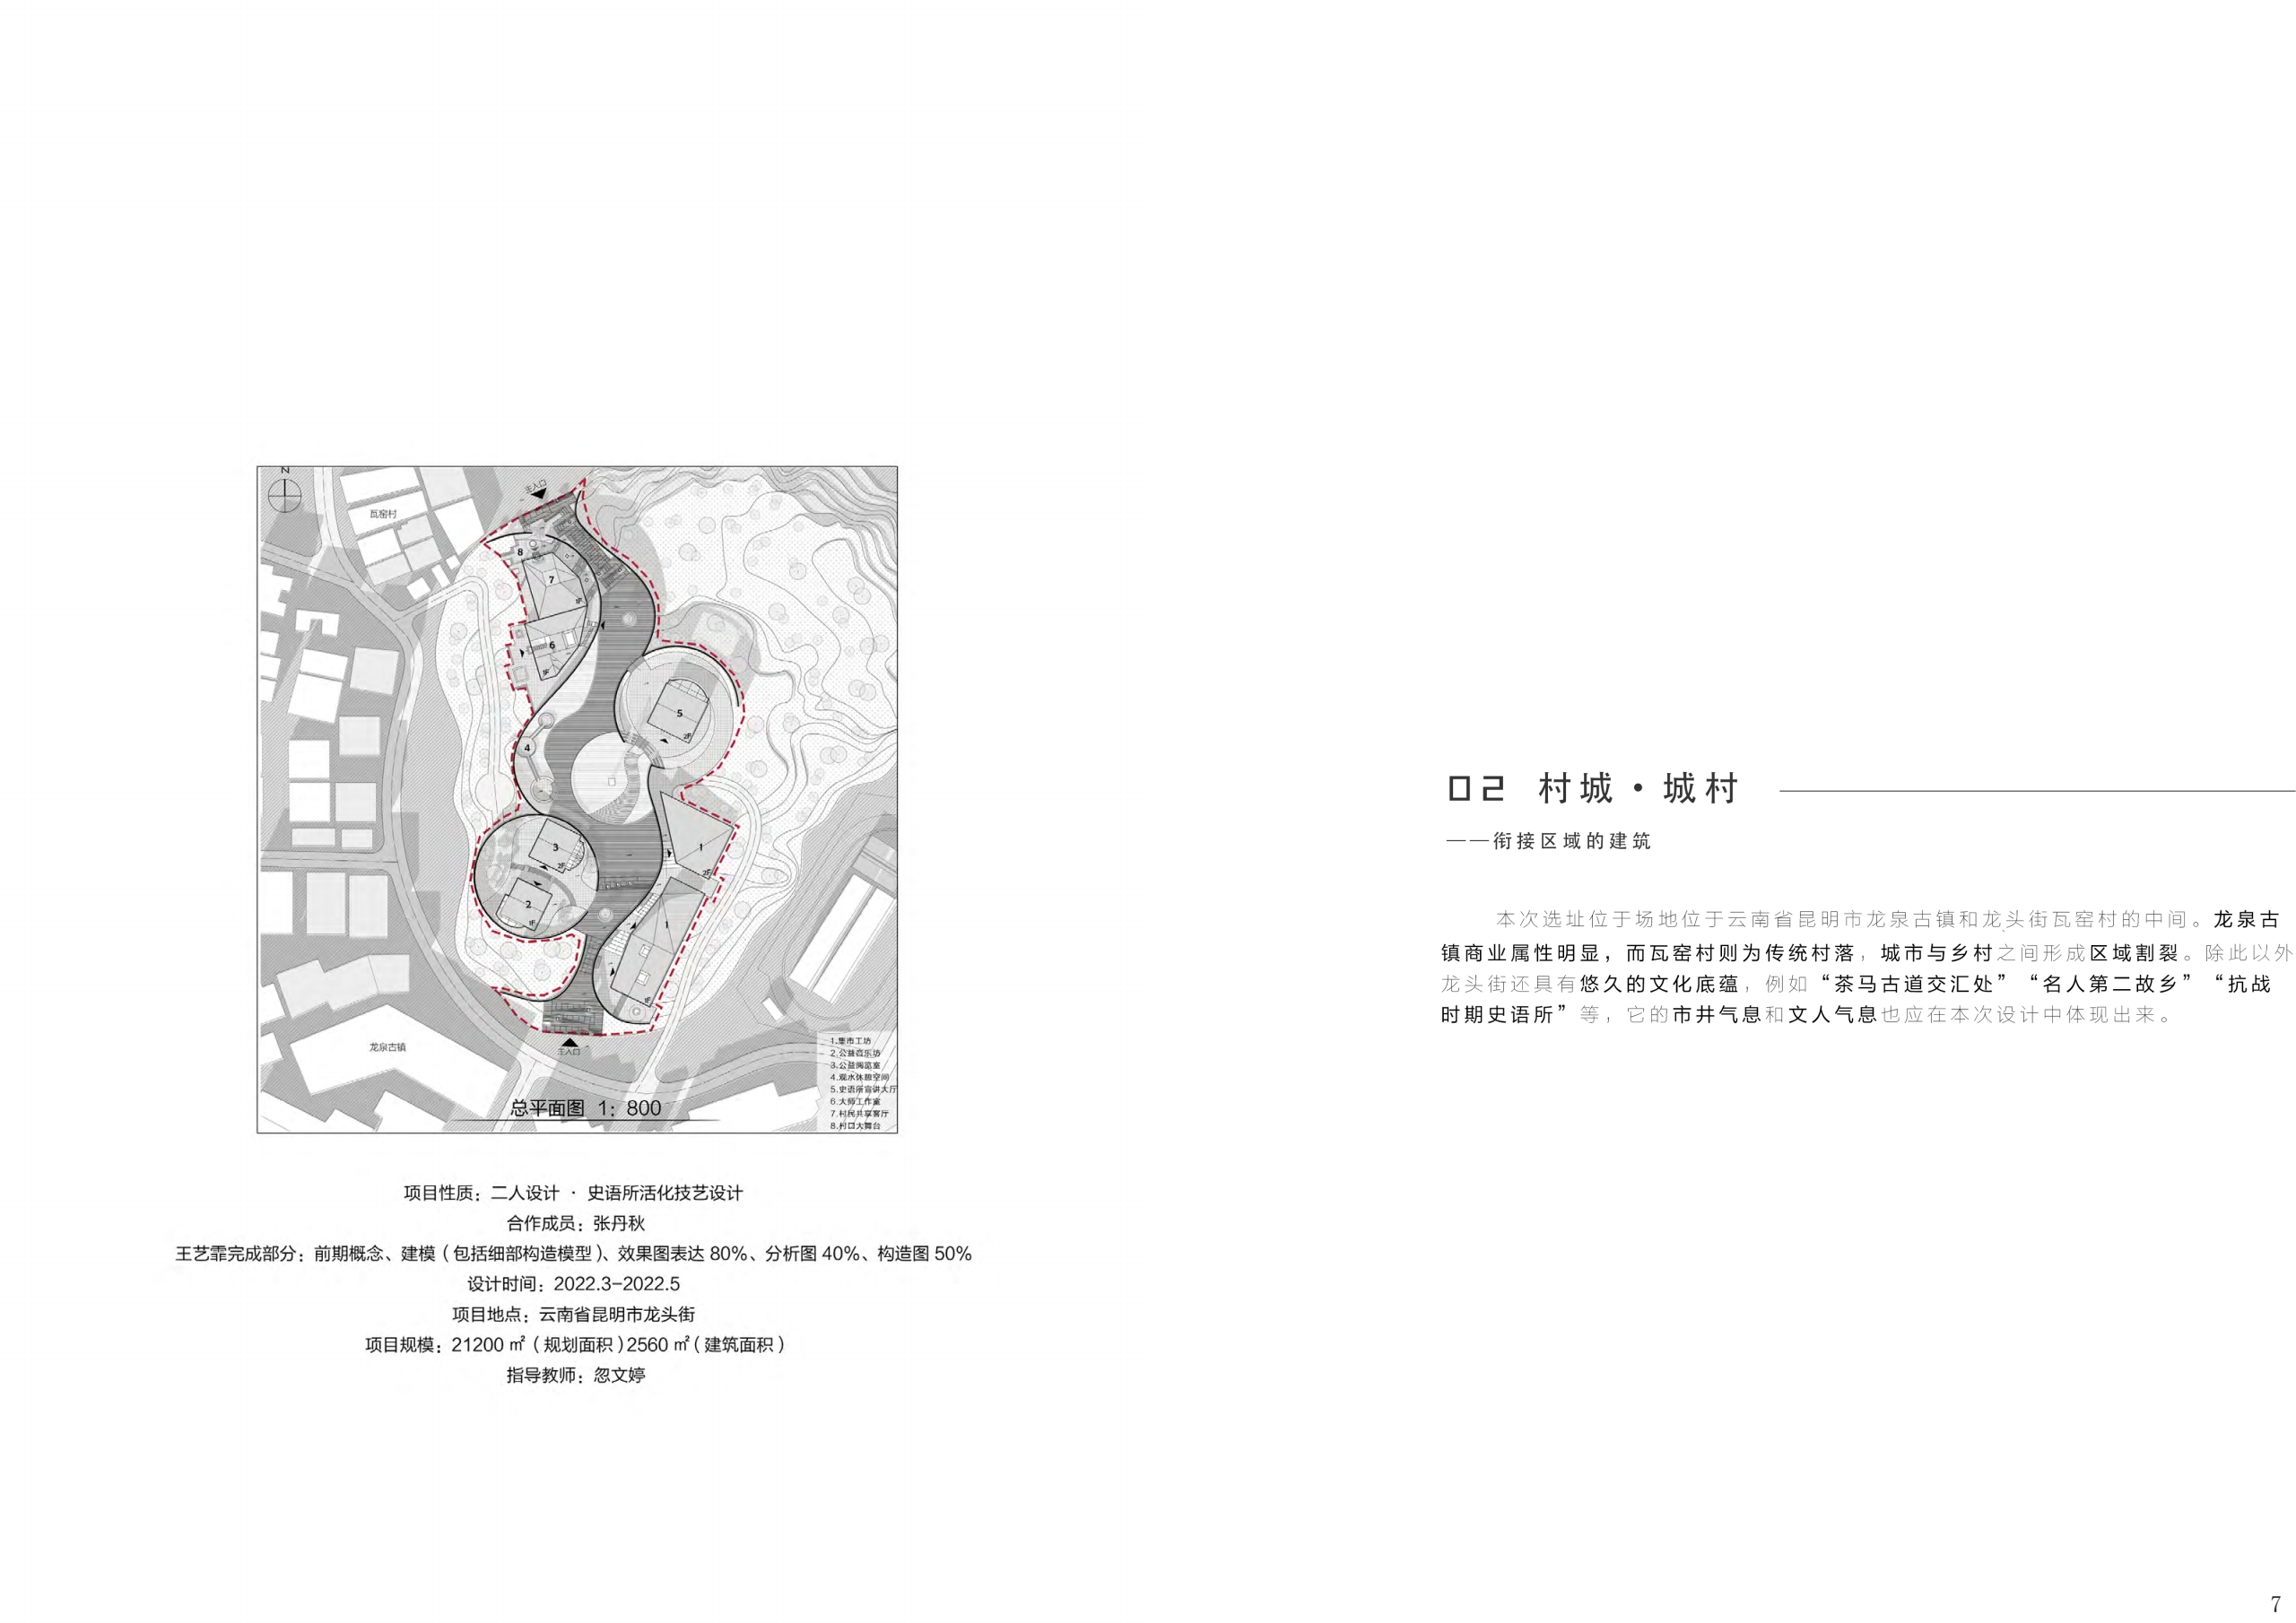 N
主入口
瓦窑村
8
7
6
5
2F
4
3
2F
2
1F
1
2F
1
1F
龙泉古镇
主入口
1.集市工坊
2.公益音乐坊
3.公益阅览室
4.观水休憩空间
5.史语所宣讲大厅
6.大师工作室
7.村民共享客厅
8.村口大舞台
总平面图 1：800
项目性质：二人设计 · 史语所活化技艺设计
合作成员：张丹秋
王艺霏完成部分：前期概念、建模（包括细部构造模型）、效果图表达 80%、分析图 40%、构造图 50%
设计时间：2022.3-2022.5
项目地点：云南省昆明市龙头街
项目规模：21200 ㎡（规划面积）2560 ㎡（建筑面积）
指导教师：忽文婷
02 村城·城村
——衔接区域的建筑
本次选址位于场地位于云南省昆明市龙泉古镇和龙头街瓦窑村的中间。龙泉古
镇商业属性明显，而瓦窑村则为传统村落，城市与乡村之间形成区域割裂。除此以外
龙头街还具有悠久的文化底蕴，例如“茶马古道交汇处”“名人第二故乡”“抗战
时期史语所”等，它的市井气息和文人气息也应在本次设计中体现出来。
7